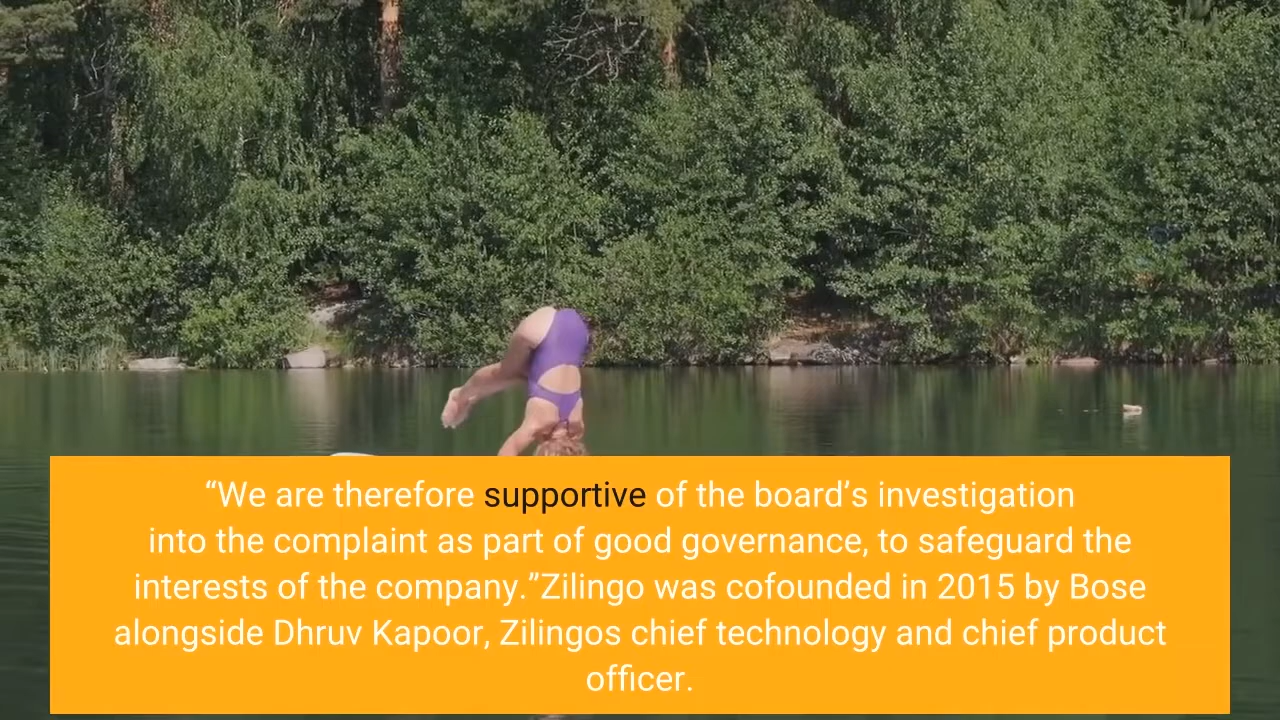 “We are therefore supportive of the board’s investigation
into the complaint as part of good governance, to safeguard the
interests of the company.”Zilingo was cofounded in 2015 by Bose
alongside Dhruv Kapoor, Zilingos chief technology and chief product
officer.